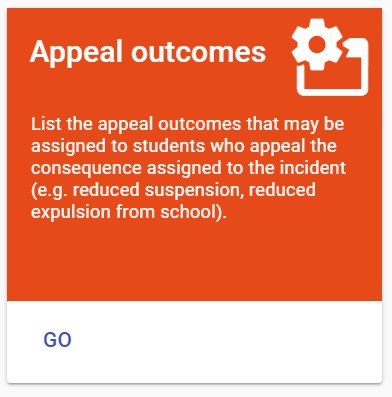 Appeal outcomes
List the appeal outcomes that may be
assigned to students who appeal the
consequence assigned to the incident
(e.g. reduced suspension, reduced
expulsion from school).
GO